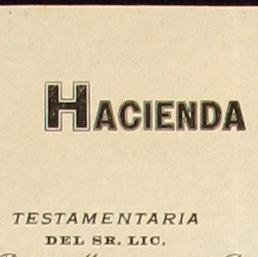 HACIENDA
TESTAMENTARIA
DEL SR. LIC.